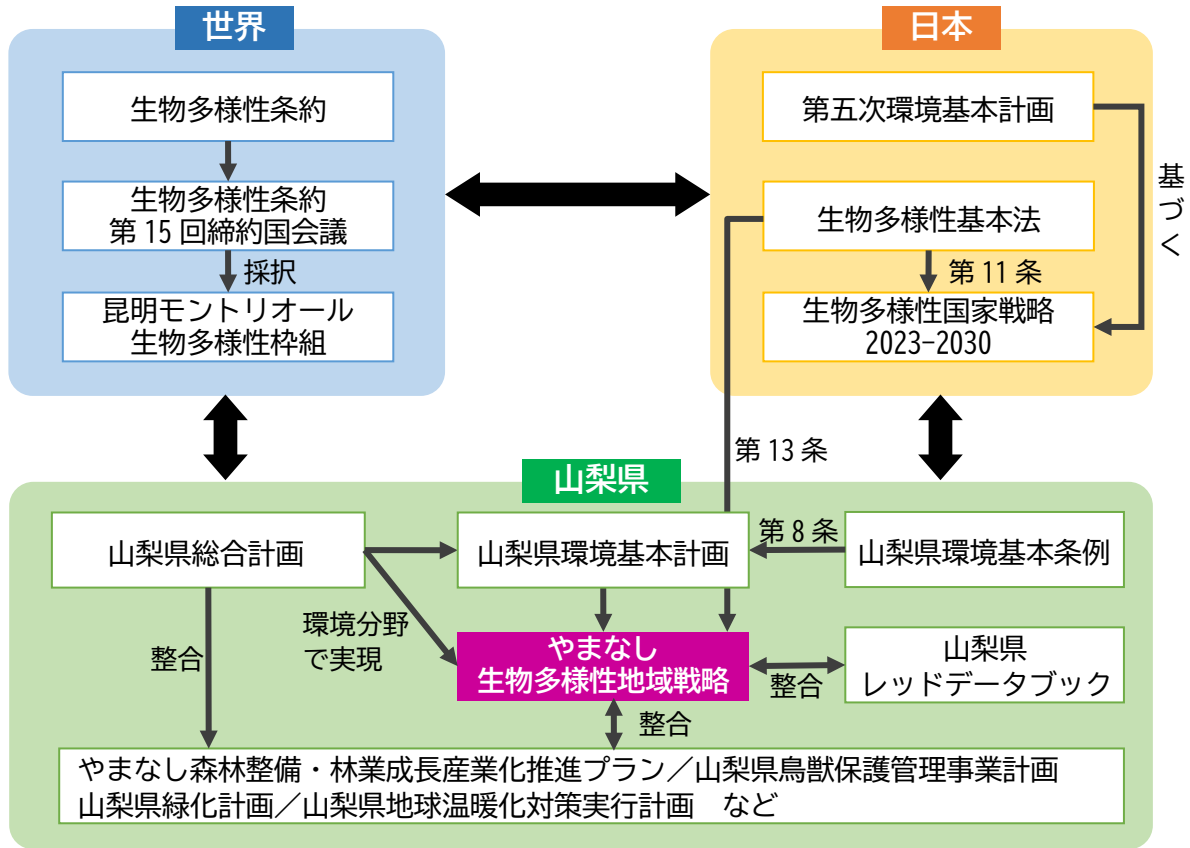 世界
生物多様性条約
生物多様性条約
第 15 回締約国会議
採択
昆明モントリオール
生物多様性枠組
日本
第五次環境基本計画
基づく
生物多様性基本法
第 11 条
生物多様性国家戦略
2023-2030
第 13 条
山梨県
山梨県総合計画
山梨県環境基本計画
第 8 条
山梨県環境基本条例
環境分野
で実現
整合
やまなし
生物多様性地域戦略
整合
山梨県
レッドデータブック
整合
やまなし森林整備・林業成長産業化推進プラン／山梨県鳥獣保護管理事業計画
山梨県緑化計画／山梨県地球温暖化対策実行計画　など